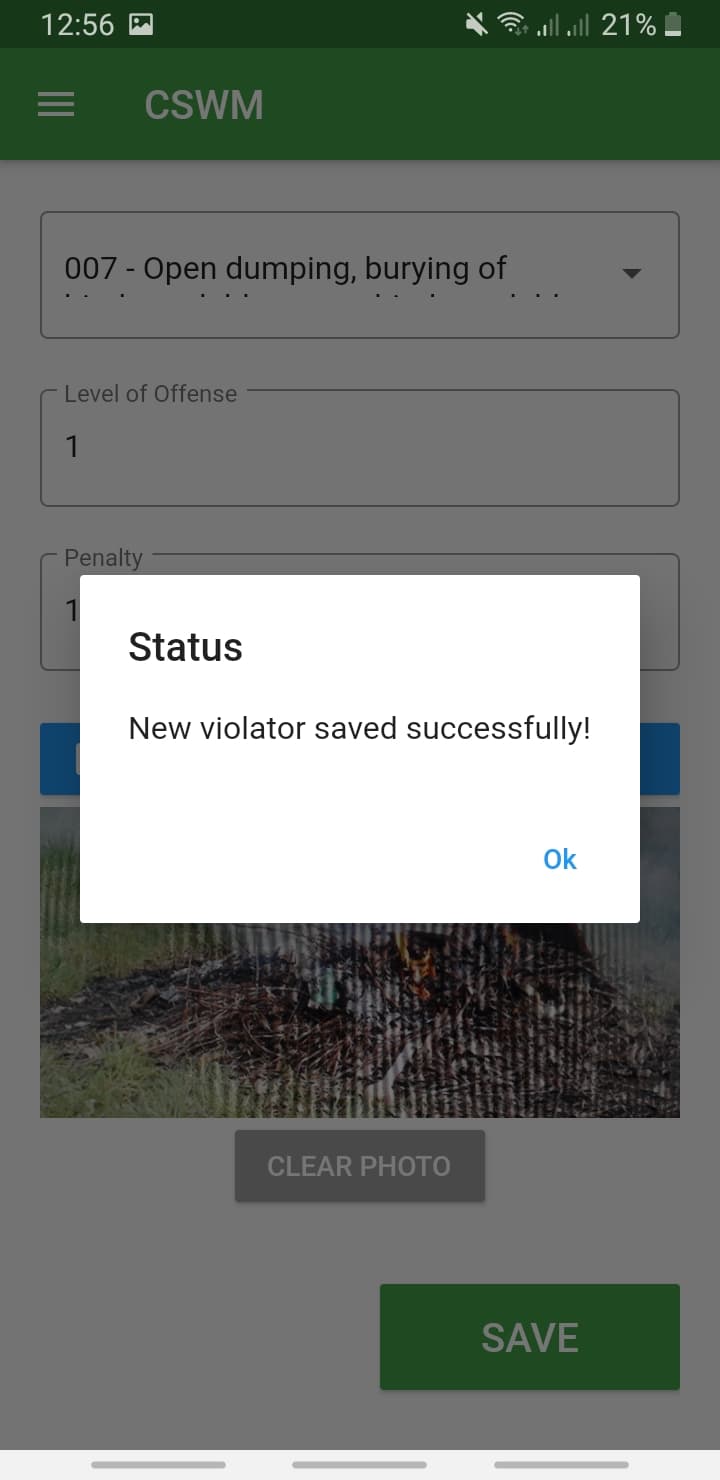 12:56
21%
CSWM
007 - Open dumping, burying of
Level of Offense
1
Penalty
1
Status
New violator saved successfully!
Ok
CLEAR PHOTO
SAVE